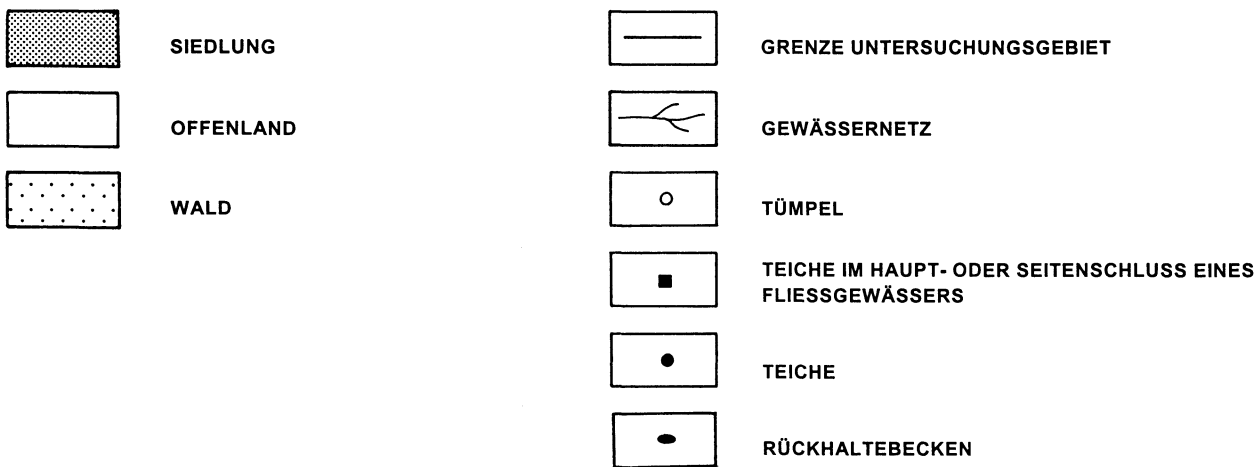 SIEDLUNG
OFFENLAND
WALD
GRENZE UNTERSUCHUNGSGEBIET
GEWÄSSERNETZ
TÜMPEL
TEICHE IM HAUPT- ODER SEITENSCHLUSS EINES
FLIESSGEWÄSSERS
TEICHE
RÜCKHALTEBECKEN